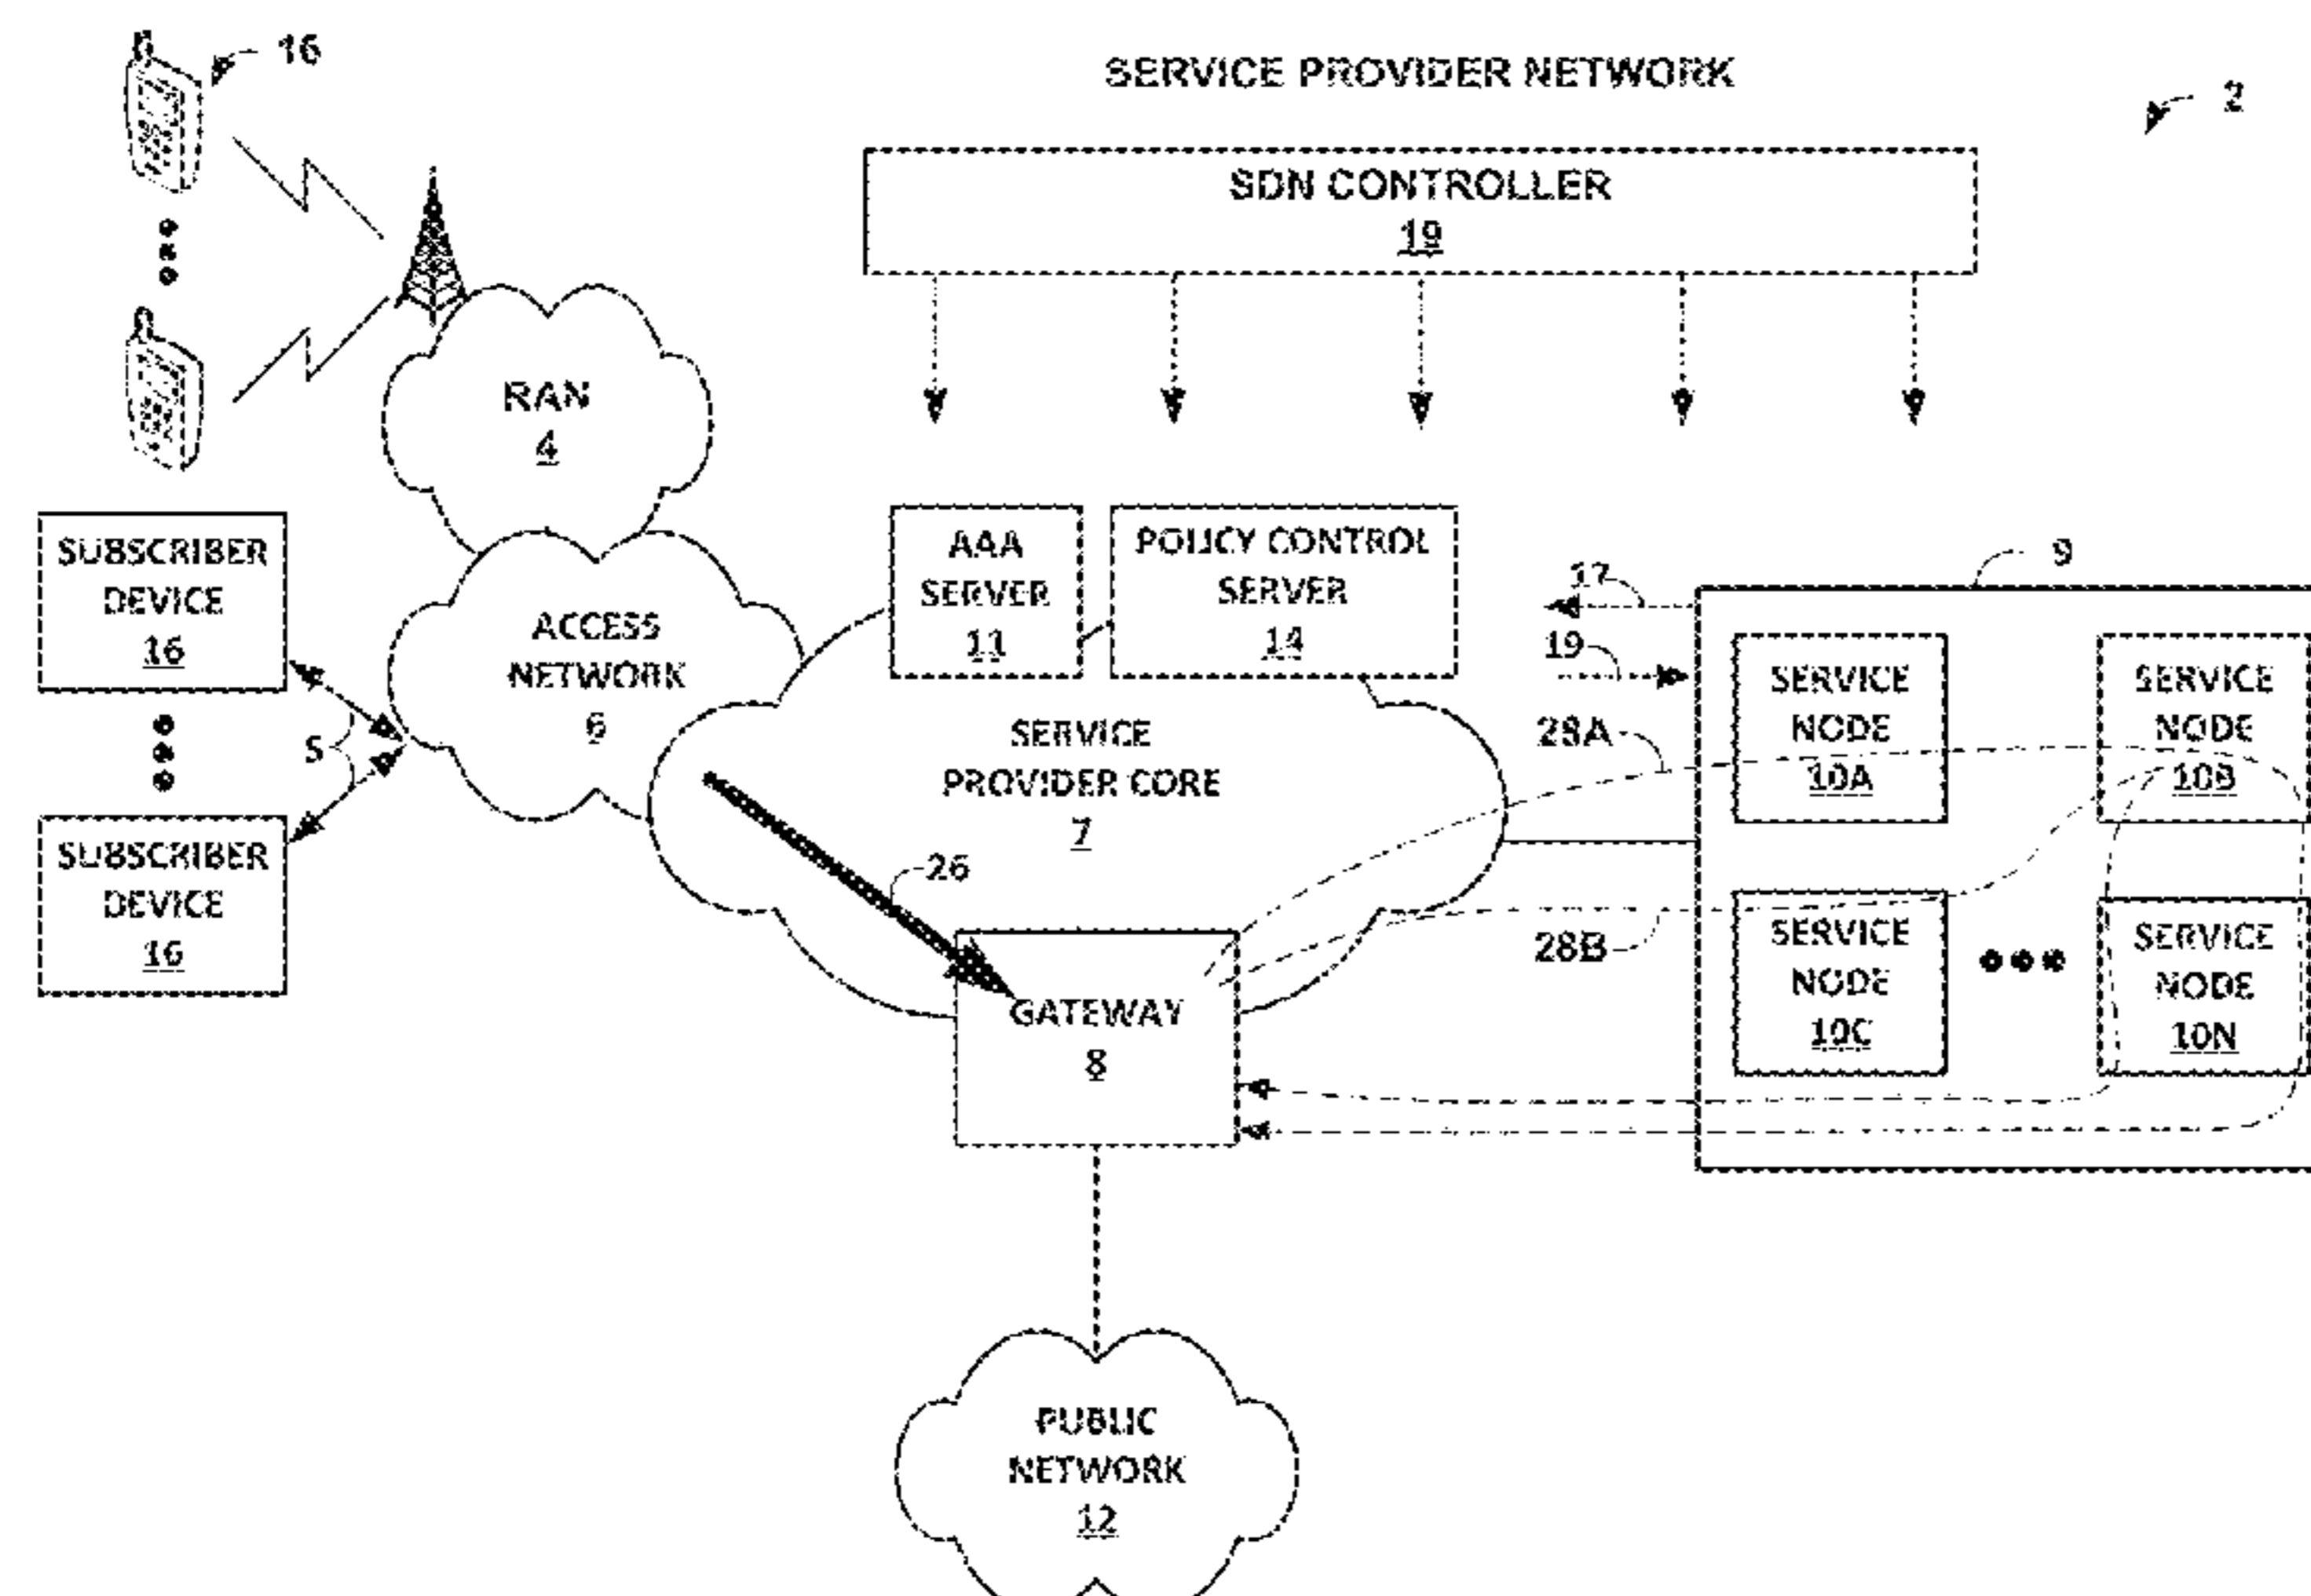 16
SERVICE PROVIDER NETWORK
2
SDN CONTROLLER
19
RAN
4
SUBSCRIBER
DEVICE
16
AAA
SERVER
11
POLICY CONTROL
SERVER
14
ACCESS
NETWORK
6
5
SUBSCRIBER
DEVICE
16
SERVICE
PROVIDER CORE
7
26
GATEWAY
8
17
19
28A
28B
9
SERVICE
NODE
10A
SERVICE
NODE
10B
SERVICE
NODE
10C
SERVICE
NODE
10N
PUBLIC
NETWORK
12